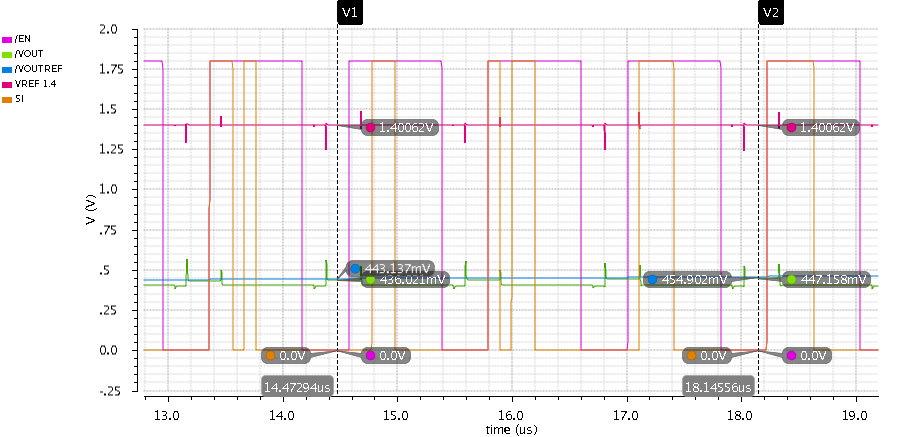 V1
V2
/EN
/VOUT
/VOUTREF
VREF 1.4
SI
V (V)
2.0
1.75
1.5
1.25
1.0
.75
.5
.25
0.0
-.25
1.40062V
1.40062V
443.137mV
436.021mV
454.902mV
447.158mV
0.0V
0.0V
0.0V
0.0V
14.47294us
18.14556us
13.0
14.0
15.0
16.0
17.0
18.0
19.0
time (us)